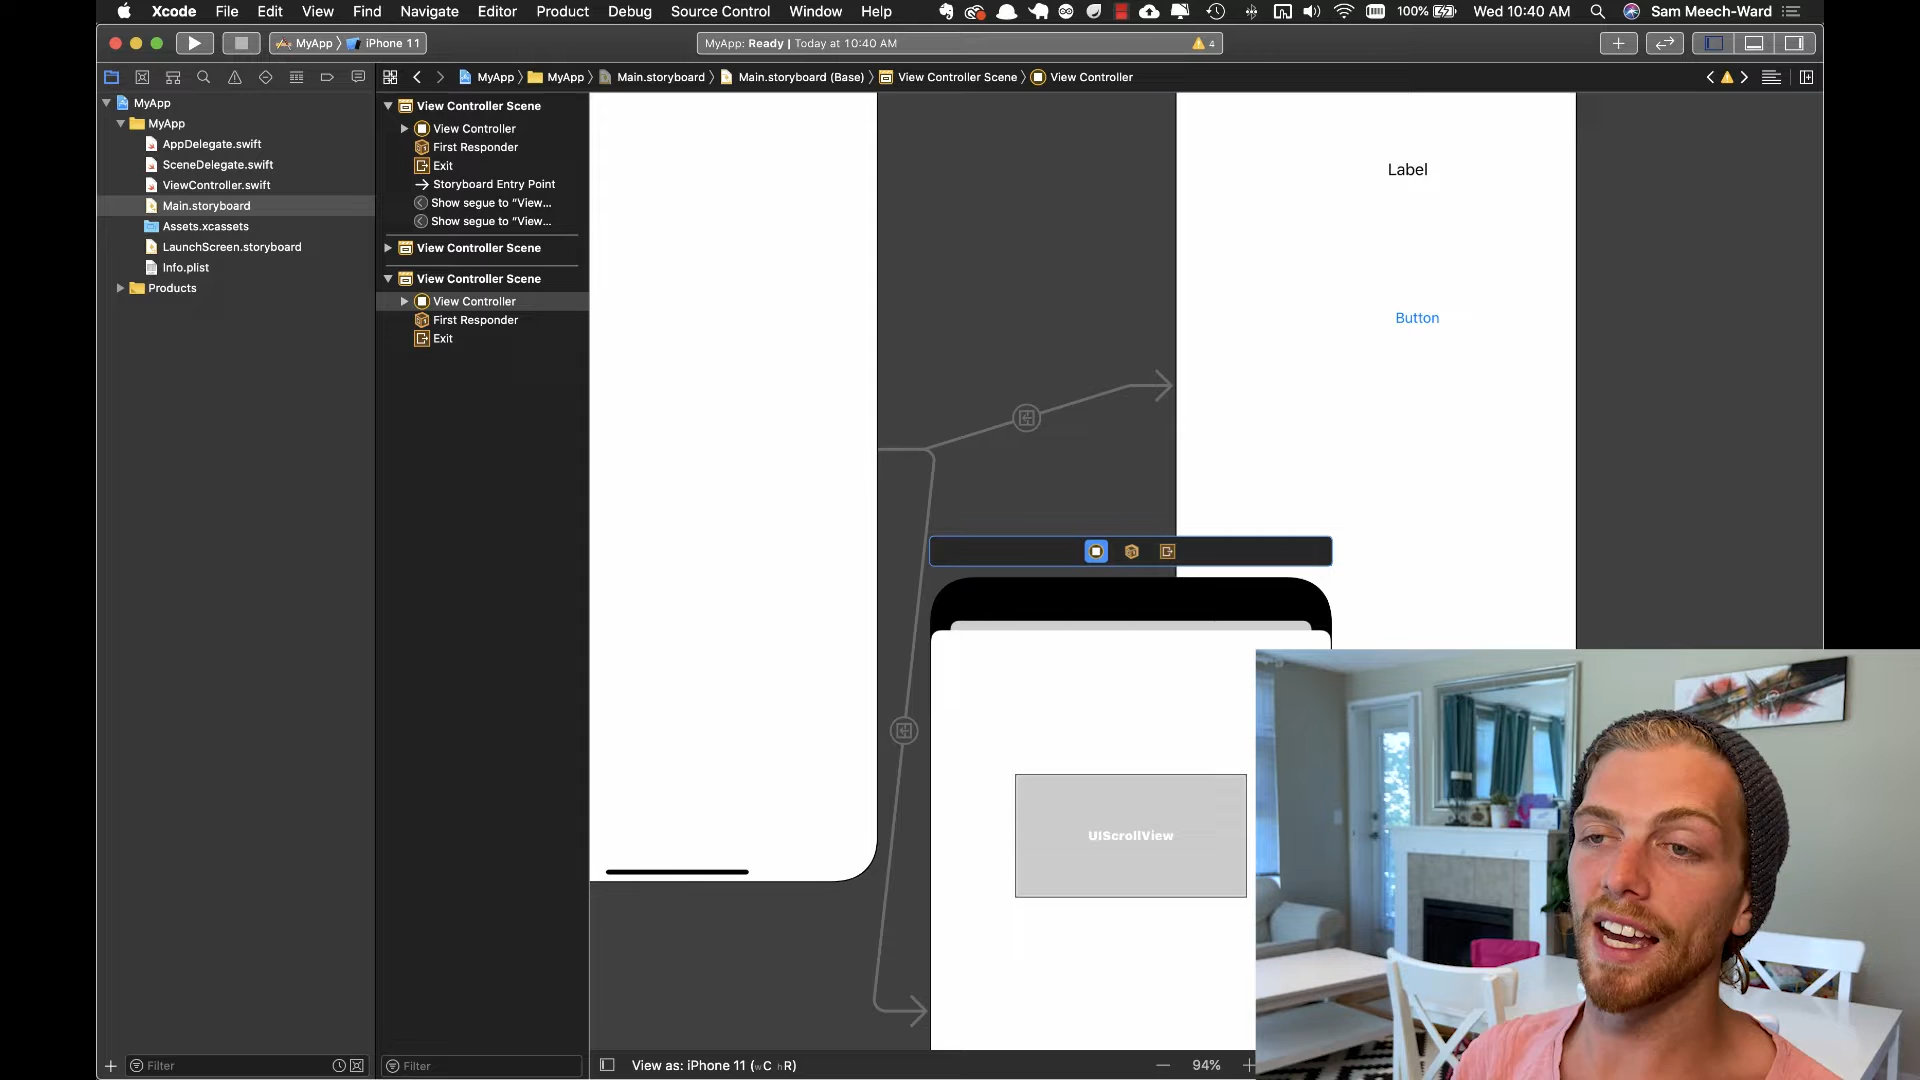 Xcode File Edit View Find Navigate Editor Product Debug Source Control Window Help 100% Wed 10:40 AM Sam Meech-Ward
MyApp iPhone 11 MyApp: Ready | Today at 10:40 AM 4
MyApp MyApp Main.storyboard Main.storyboard (Base) View Controller Scene View Controller
MyApp
MyApp
AppDelegate.swift
SceneDelegate.swift
ViewController.swift
Main.storyboard
Assets.xcassets
LaunchScreen.storyboard
Info.plist
Products
View Controller Scene
View Controller
First Responder
Exit
Storyboard Entry Point
Show segue to “View...
Show segue to “View...
View Controller Scene
View Controller Scene
View Controller
First Responder
Exit
Label
Button
UIScrollView
Filter
Filter
View as: iPhone 11 (wC hR)
94%